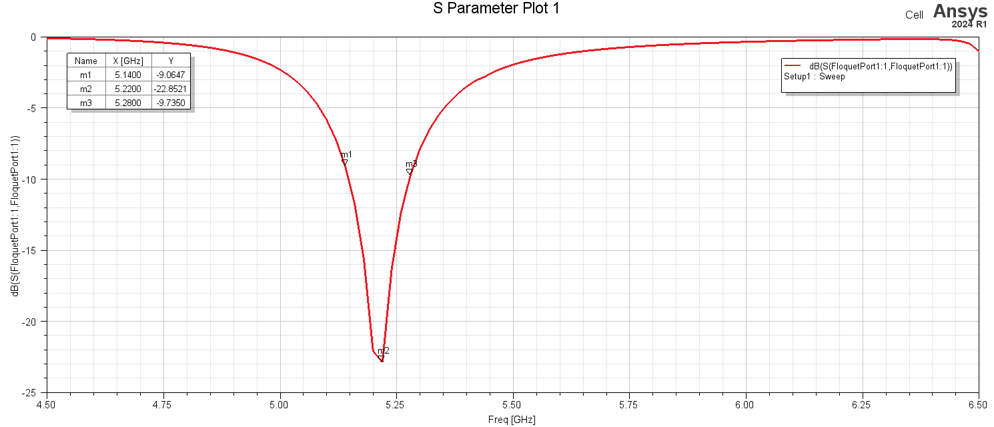 S Parameter Plot 1
Cell Ansys
2024 R1
Name X [GHz] Y
m1 5.1400 -9.0647
m2 5.2200 -22.8521
m3 5.2800 -9.7350
dB(S(FloquetPort1:1,FloquetPort1:1))
Setup1 : Sweep
dB(S(FloquetPort1:1,FloquetPort1:1))
0
-5
-10
-15
-20
-25
m1
m3
m2
4.50 4.75 5.00 5.25 5.50 5.75 6.00 6.25 6.50
Freq [GHz]